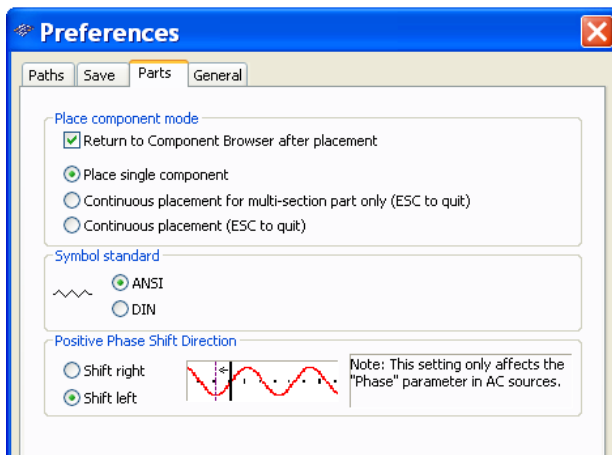 Preferences
Paths Save Parts General
Place component mode
Return to Component Browser after placement
Place single component
Continuous placement for multi-section part only (ESC to quit)
Continuous placement (ESC to quit)
Symbol standard
ANSI
DIN
Positive Phase Shift Direction
Shift right
Shift left
Note: This setting only affects the
"Phase" parameter in AC sources.